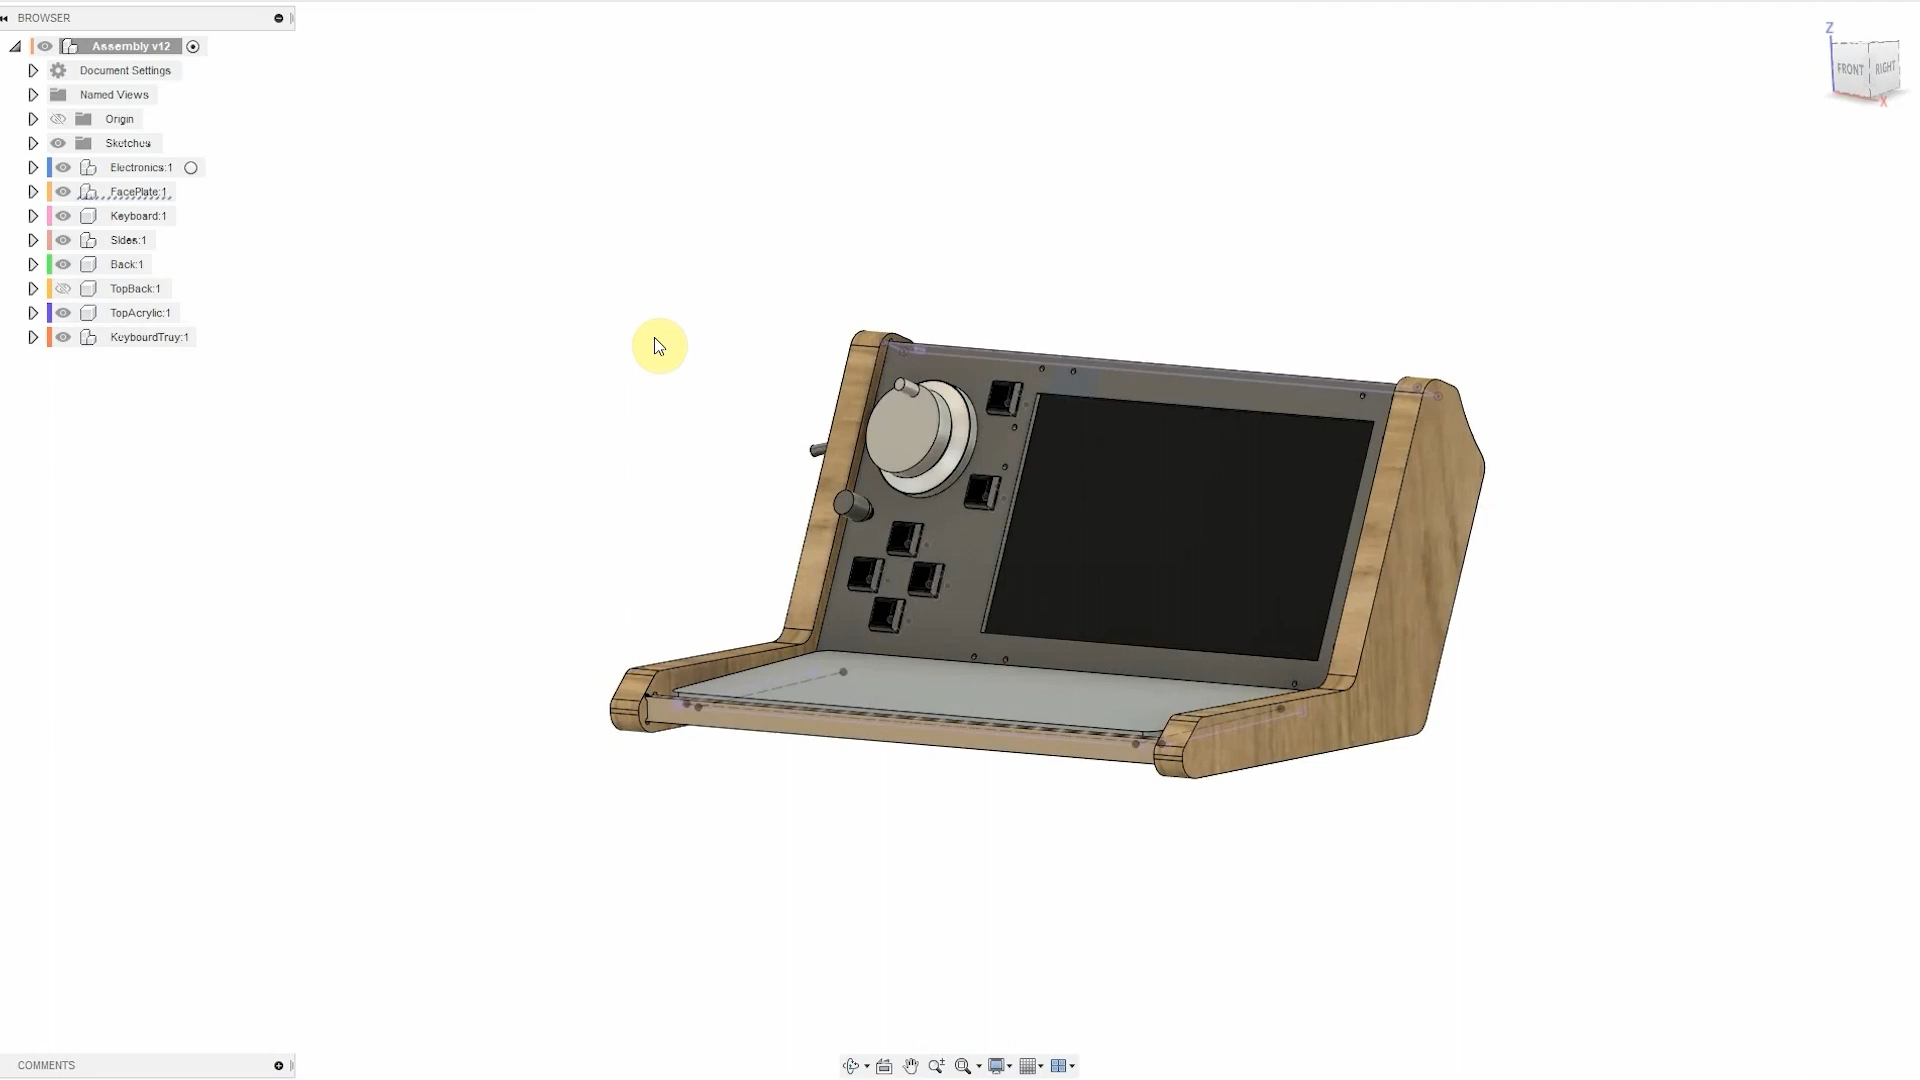 BROWSER
Assembly v12
Document Settings
Named Views
Origin
Sketches
Electronics:1
FacePlate:1
Keyboard:1
Sides:1
Back:1
TopBack:1
TopAcrylic:1
KeyboardTray:1
Z
FRONT
RIGHT
X
COMMENTS